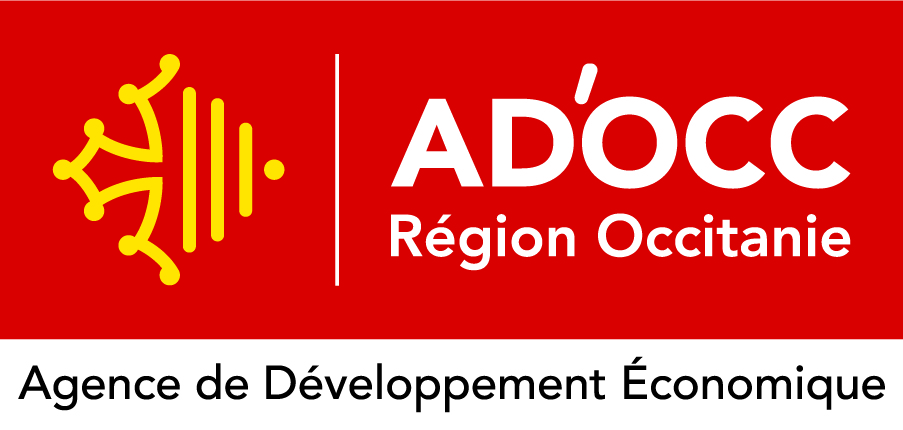 AD'OCC
Région Occitanie
Agence de Développement Économique